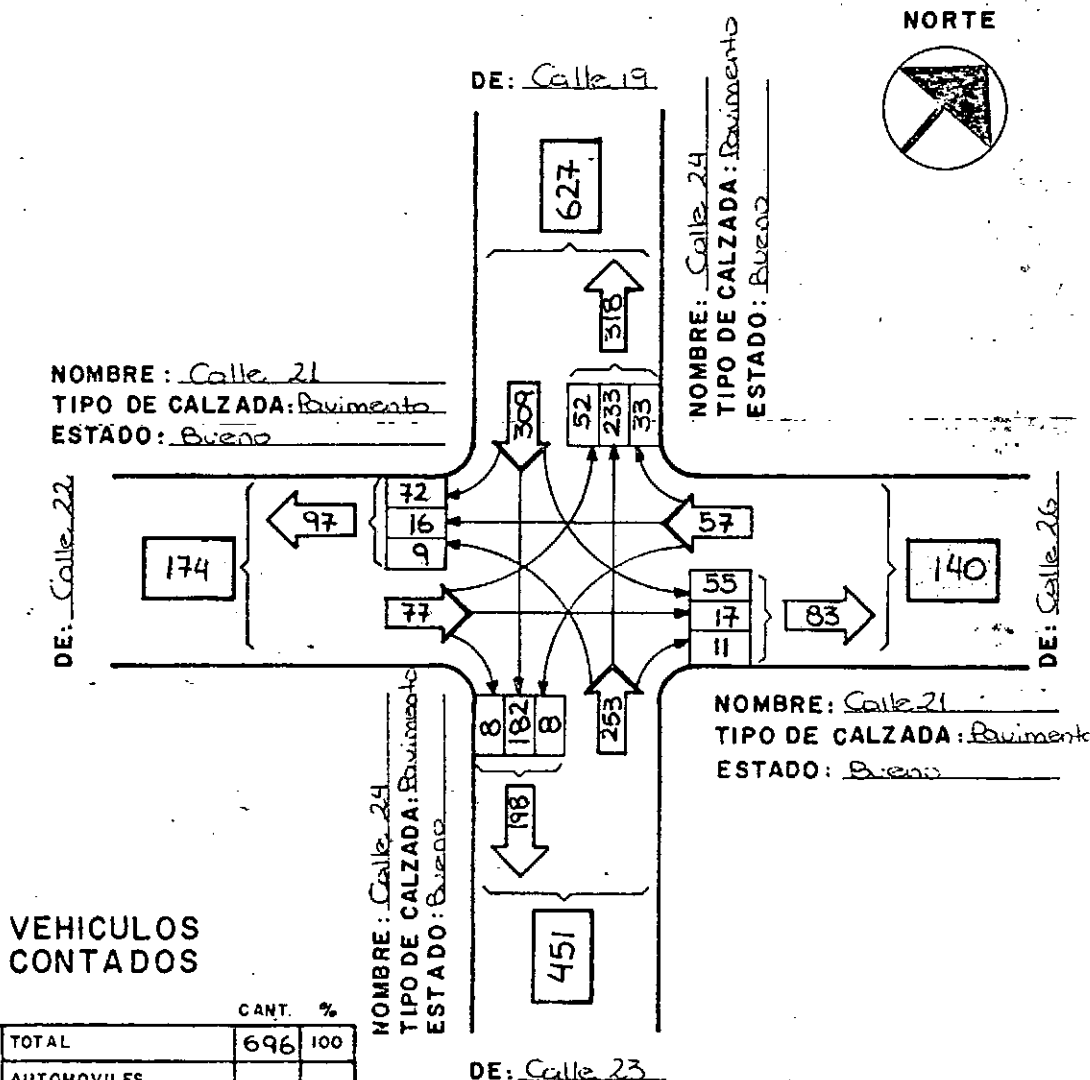 NORTE
DE: Calle 19
627
NOMBRE: Calle 24
TIPO DE CALZADA: Pavimento
ESTADO: Bueno
318
NOMBRE: Calle 21
TIPO DE CALZADA: Pavimento
ESTADO: Bueno
309
52 233 33
DE: Calle 22
174
97
72
16
9
57
77
55
17
11
83
140
DE: Calle 26
8 182 8
253
198
NOMBRE: Calle 21
TIPO DE CALZADA: Pavimento
ESTADO: Bueno
NOMBRE: Calle 24
TIPO DE CALZADA: Pavimento
ESTADO: Bueno
451
VEHICULOS
CONTADOS
CANT. %
TOTAL 696 100
AUTOMOVILES
DE: Calle 23